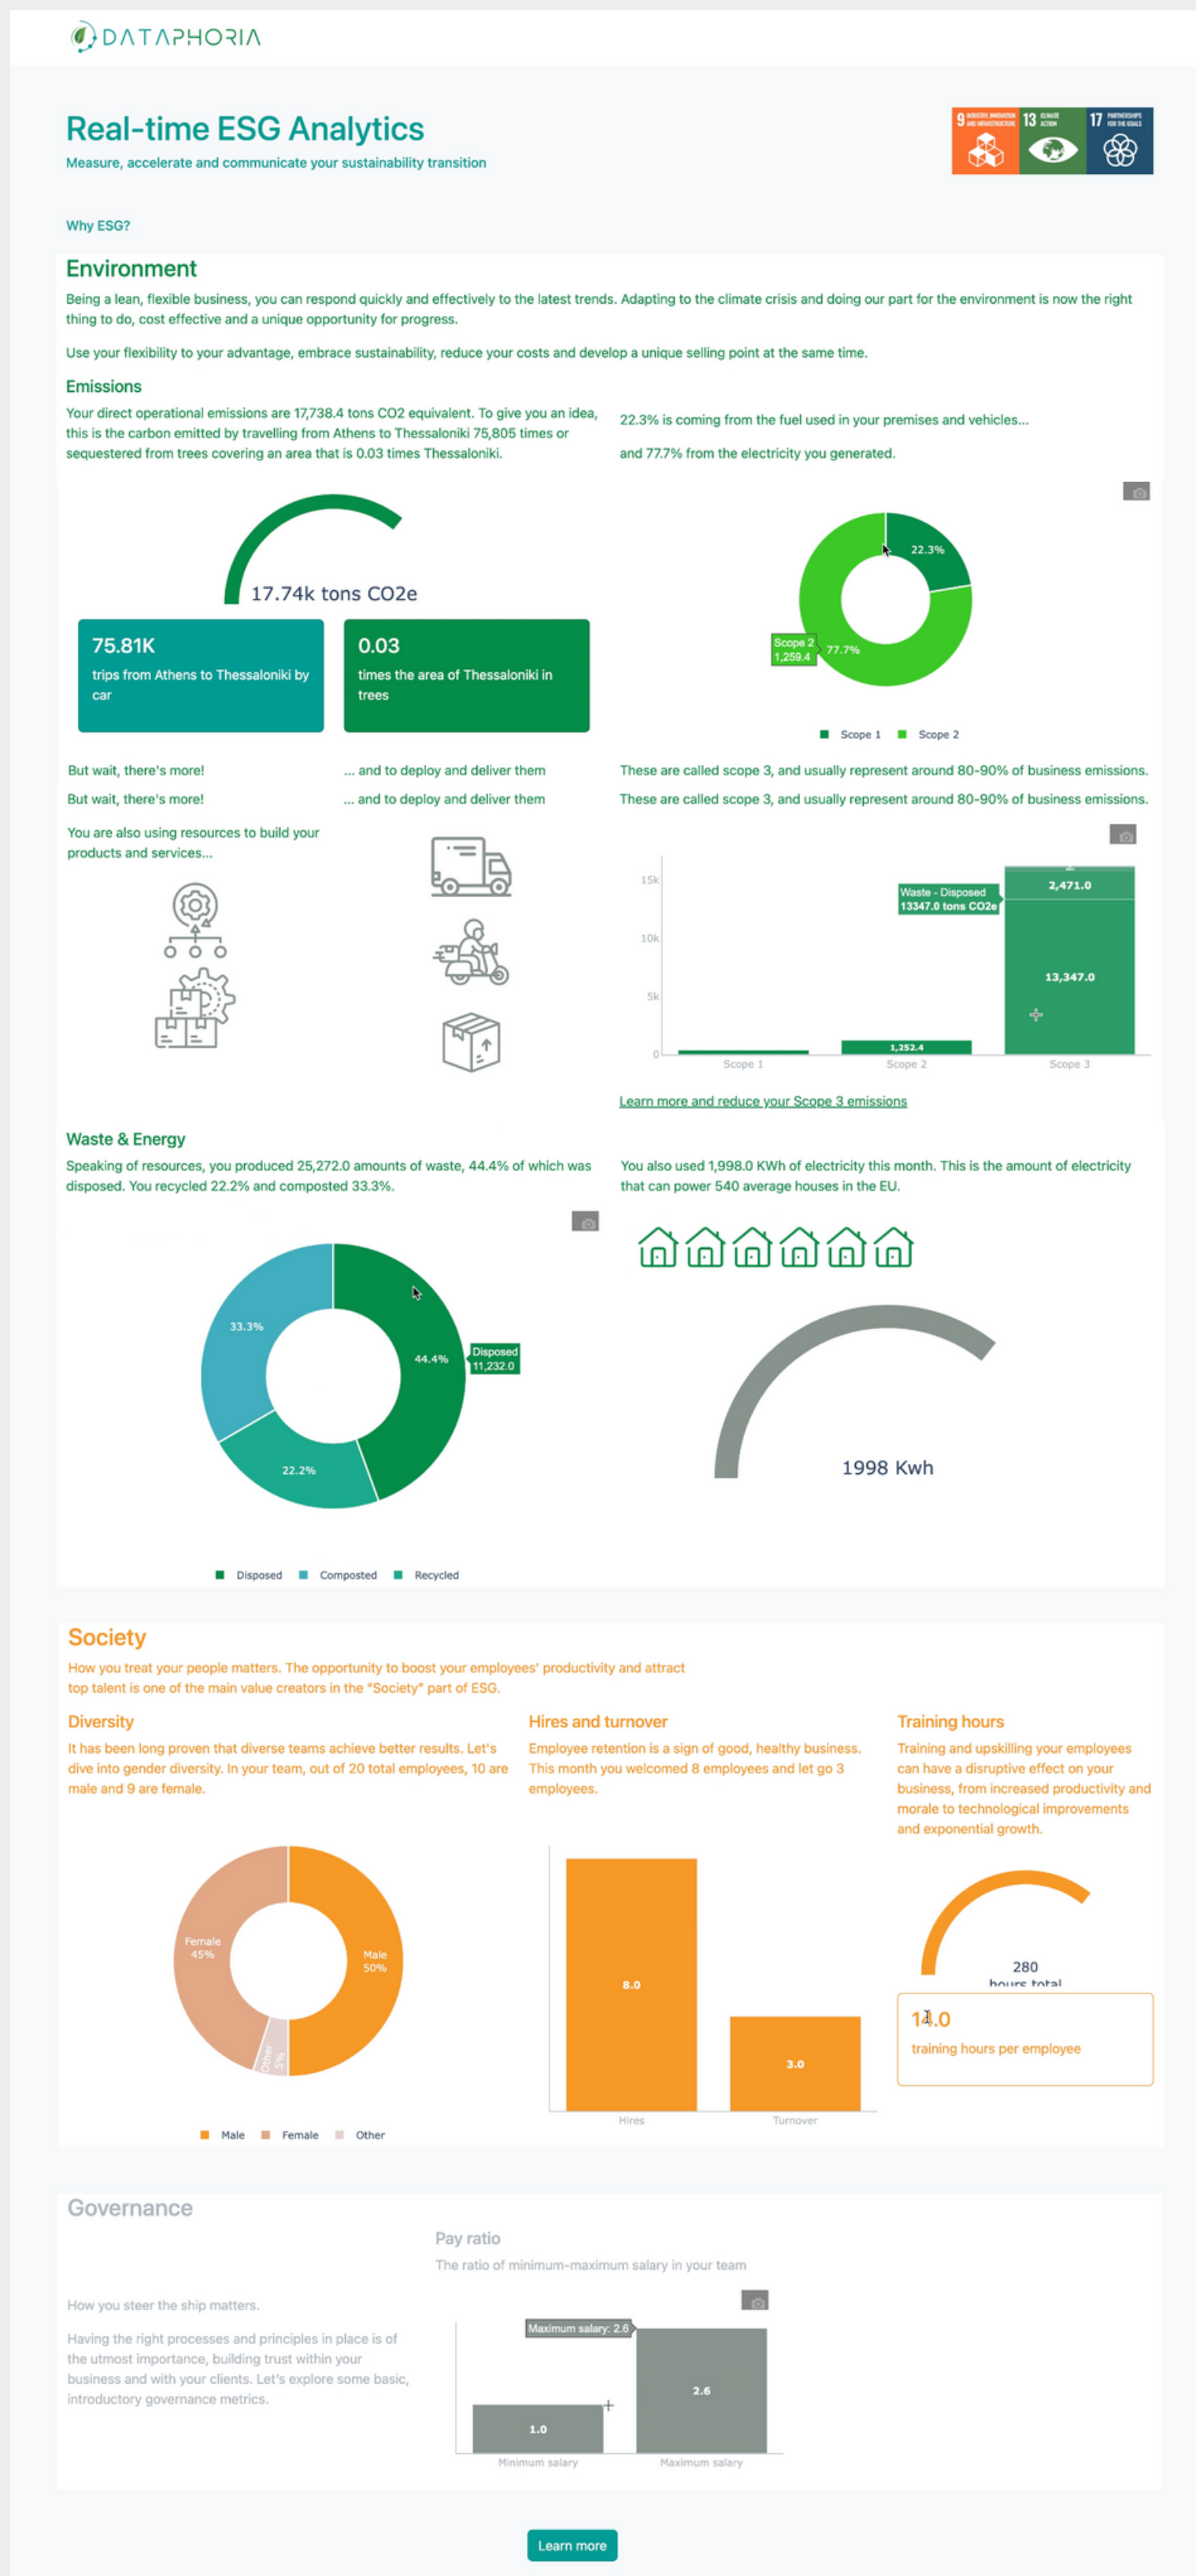 DATAPHORIA
Real-time ESG Analytics
Measure, accelerate and communicate your sustainability transition
9 INDUSTRY, INNOVATION
AND INFRASTRUCTURE
13 CLIMATE
ACTION
17 PARTNERSHIPS
FOR THE GOALS
Why ESG?
Environment
Being a lean, flexible business, you can respond quickly and effectively to the latest trends. Adapting to the climate crisis and doing our part for the environment is now the right
thing to do, cost effective and a unique opportunity for progress.
Use your flexibility to your advantage, embrace sustainability, reduce your costs and develop a unique selling point at the same time.
Emissions
Your direct operational emissions are 17,738.4 tons CO2 equivalent. To give you an idea,
this is the carbon emitted by travelling from Athens to Thessaloniki 75,805 times or
sequestered from trees covering an area that is 0.03 times Thessaloniki.
22.3% is coming from the fuel used in your premises and vehicles...
and 77.7% from the electricity you generated.
17.74k tons CO2e
75.81K
trips from Athens to Thessaloniki by
car
0.03
times the area of Thessaloniki in
trees
22.3%
Scope 2
1,259.4
77.7%
Scope 1
Scope 2
But wait, there's more!
... and to deploy and deliver them
These are called scope 3, and usually represent around 80-90% of business emissions.
But wait, there's more!
... and to deploy and deliver them
These are called scope 3, and usually represent around 80-90% of business emissions.
You are also using resources to build your
products and services...
15k
10k
5k
0
Waste - Disposed
13347.0 tons CO2e
2,471.0
13,347.0
1,252.4
Scope 1
Scope 2
Scope 3
Learn more and reduce your Scope 3 emissions
Waste & Energy
Speaking of resources, you produced 25,272.0 amounts of waste, 44.4% of which was
disposed. You recycled 22.2% and composted 33.3%.
You also used 1,998.0 KWh of electricity this month. This is the amount of electricity
that can power 540 average houses in the EU.
33.3%
44.4%
Disposed
11,232.0
22.2%
1998 Kwh
Disposed
Composted
Recycled
Society
How you treat your people matters. The opportunity to boost your employees' productivity and attract
top talent is one of the main value creators in the "Society" part of ESG.
Diversity
It has been long proven that diverse teams achieve better results. Let's
dive into gender diversity. In your team, out of 20 total employees, 10 are
male and 9 are female.
Hires and turnover
Employee retention is a sign of good, healthy business.
This month you welcomed 8 employees and let go 3
employees.
Training hours
Training and upskilling your employees
can have a disruptive effect on your
business, from increased productivity and
morale to technological improvements
and exponential growth.
Female
45%
Male
50%
Other
5%
Male
Female
Other
8.0
3.0
Hires
Turnover
280
hours total
14.0
training hours per employee
Governance
How you steer the ship matters.
Having the right processes and principles in place is of
the utmost importance, building trust within your
business and with your clients. Let's explore some basic,
introductory governance metrics.
Pay ratio
The ratio of minimum-maximum salary in your team
Maximum salary: 2.6
2.6
1.0
Minimum salary
Maximum salary
Learn more